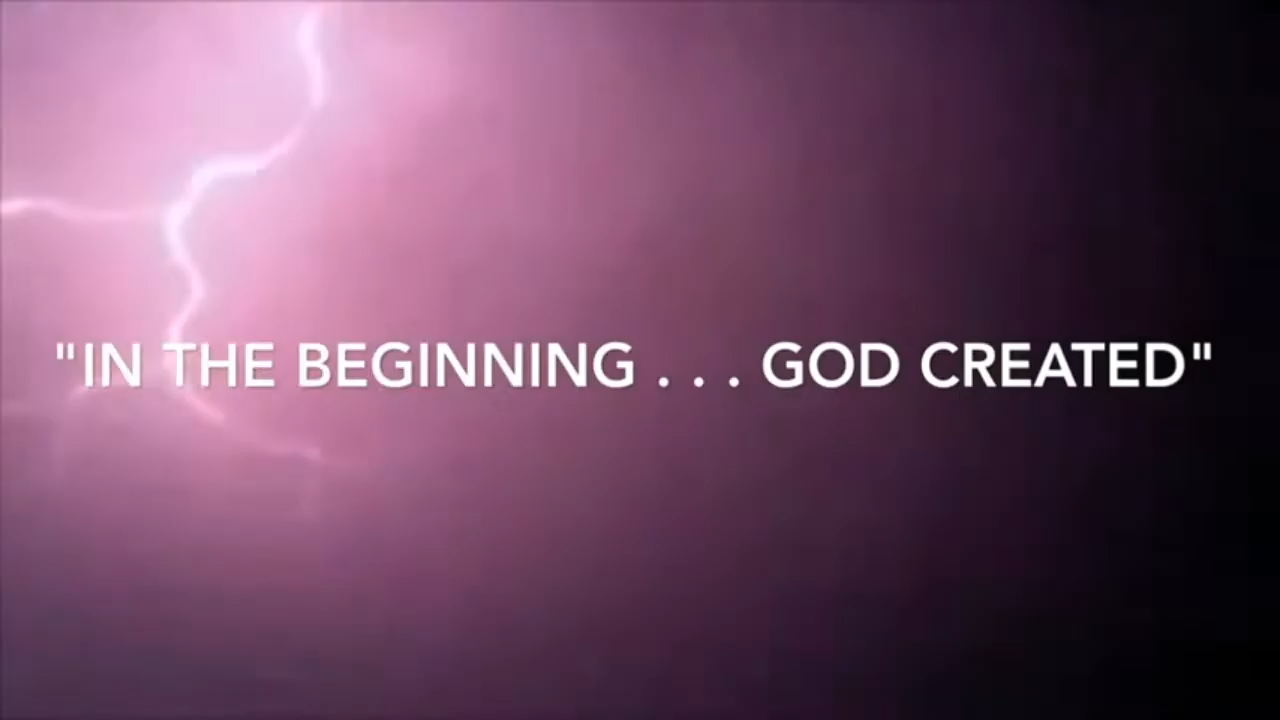 "IN THE BEGINNING . . . GOD CREATED"